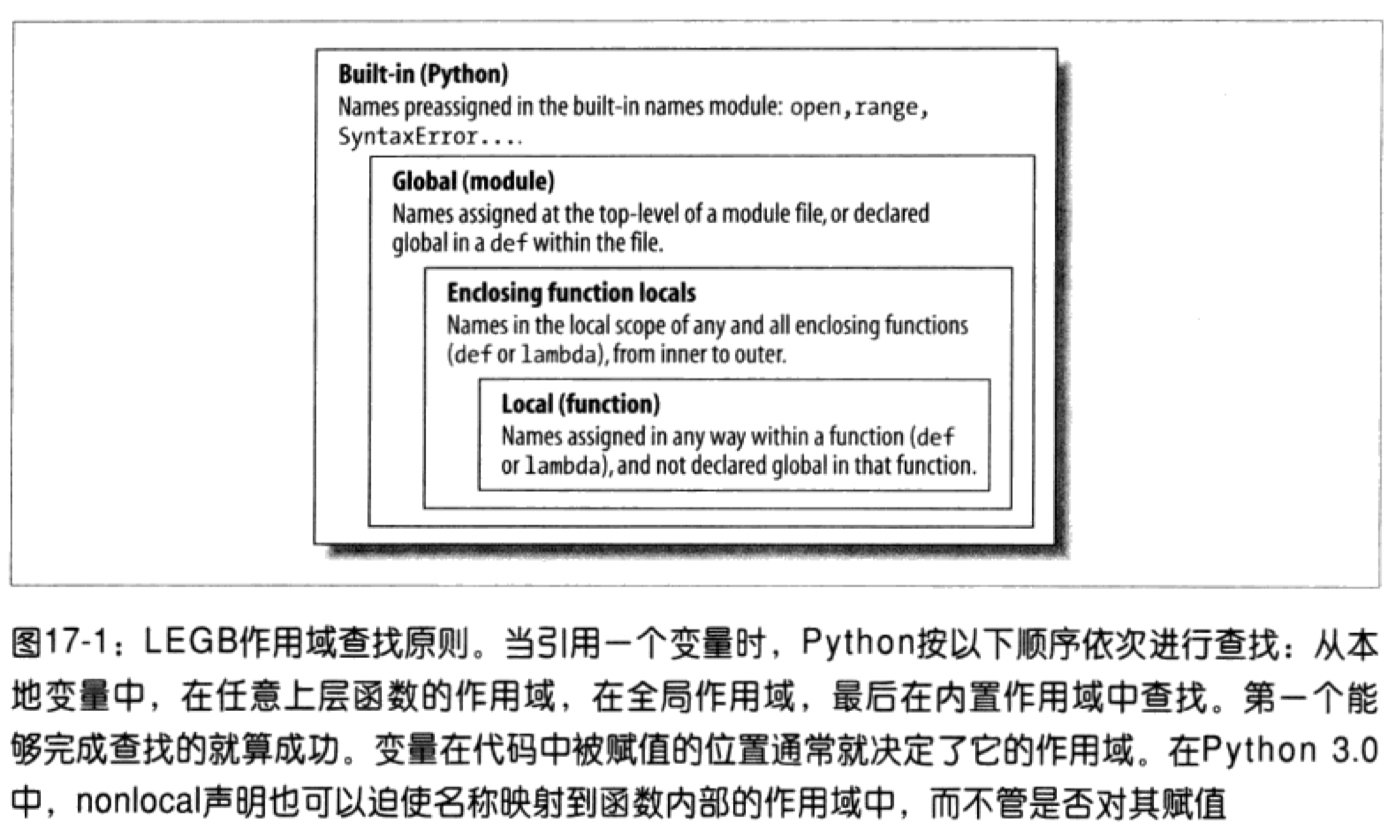 Built-in (Python)
Names preassigned in the built-in names module: open,range,
SyntaxError....
Global (module)
Names assigned at the top-level of a module file, or declared
global in a def within the file.
Enclosing function locals
Names in the local scope of any and all enclosing functions
(def or lambda), from inner to outer.
Local (function)
Names assigned in any way within a function (def
or lambda), and not declared global in that function.
图17-1：LEGB作用域查找原则。当引用一个变量时，Python按以下顺序依次进行查找：从本
地变量中，在任意上层函数的作用域，在全局作用域，最后在内置作用域中查找。第一个能
够完成查找的就算成功。变量在代码中被赋值的位置通常就决定了它的作用域。在Python 3.0
中，nonlocal声明也可以迫使名称映射到函数内部的作用域中，而不管是否对其赋值